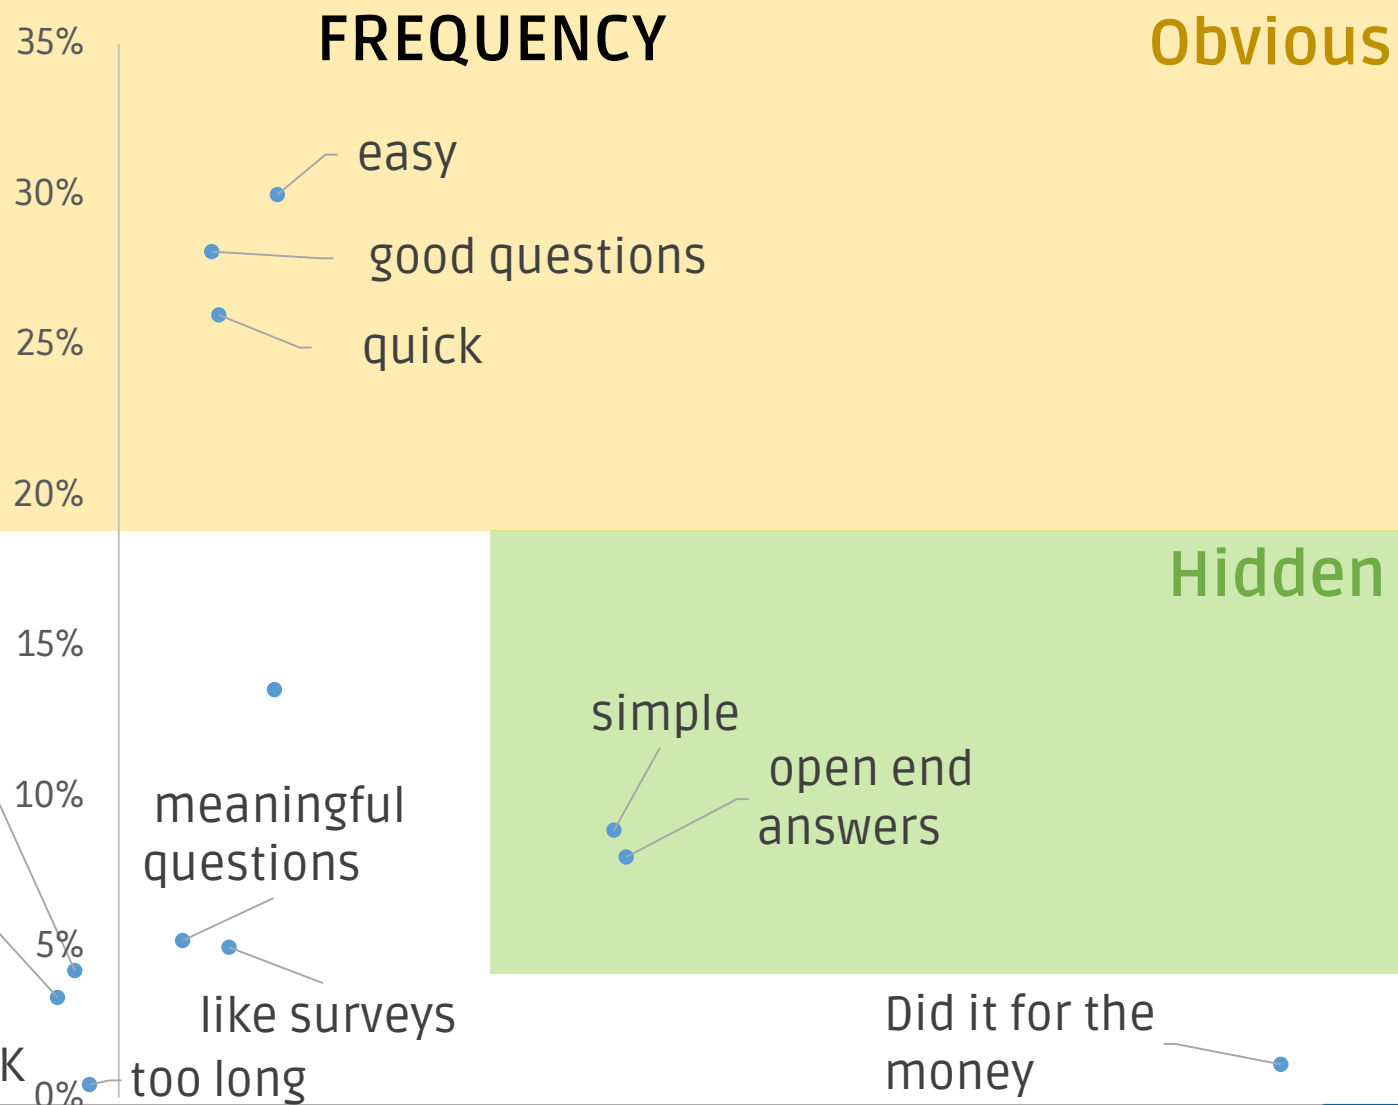 FREQUENCY
Obvious
35%
easy
30%
good questions
25%
quick
20%
Hidden
15%
simple
open end
answers
10%
meaningful
questions
5%
like surveys
Did it for the
money
K
too long
0%